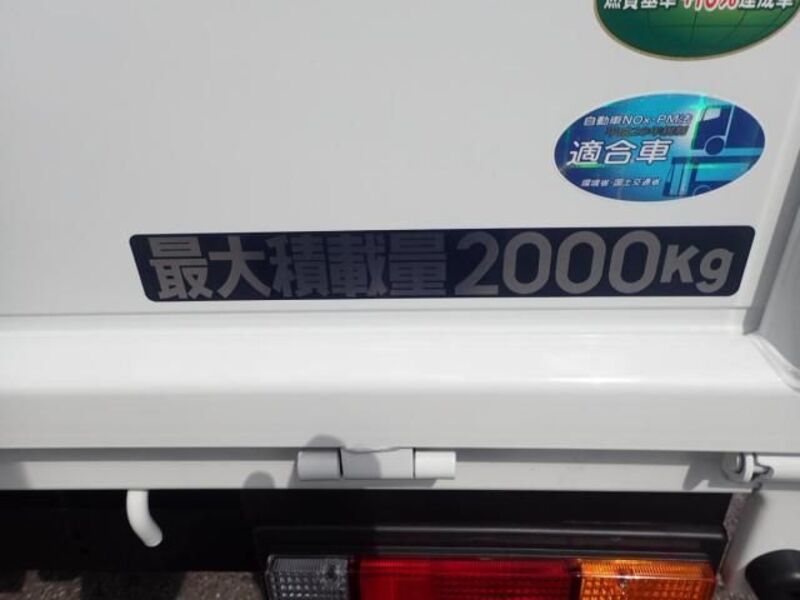 燃費基準+10%達成車
自動車NOx・PM法
適合車
環境省・国土交通省
最大積載量2000Kg